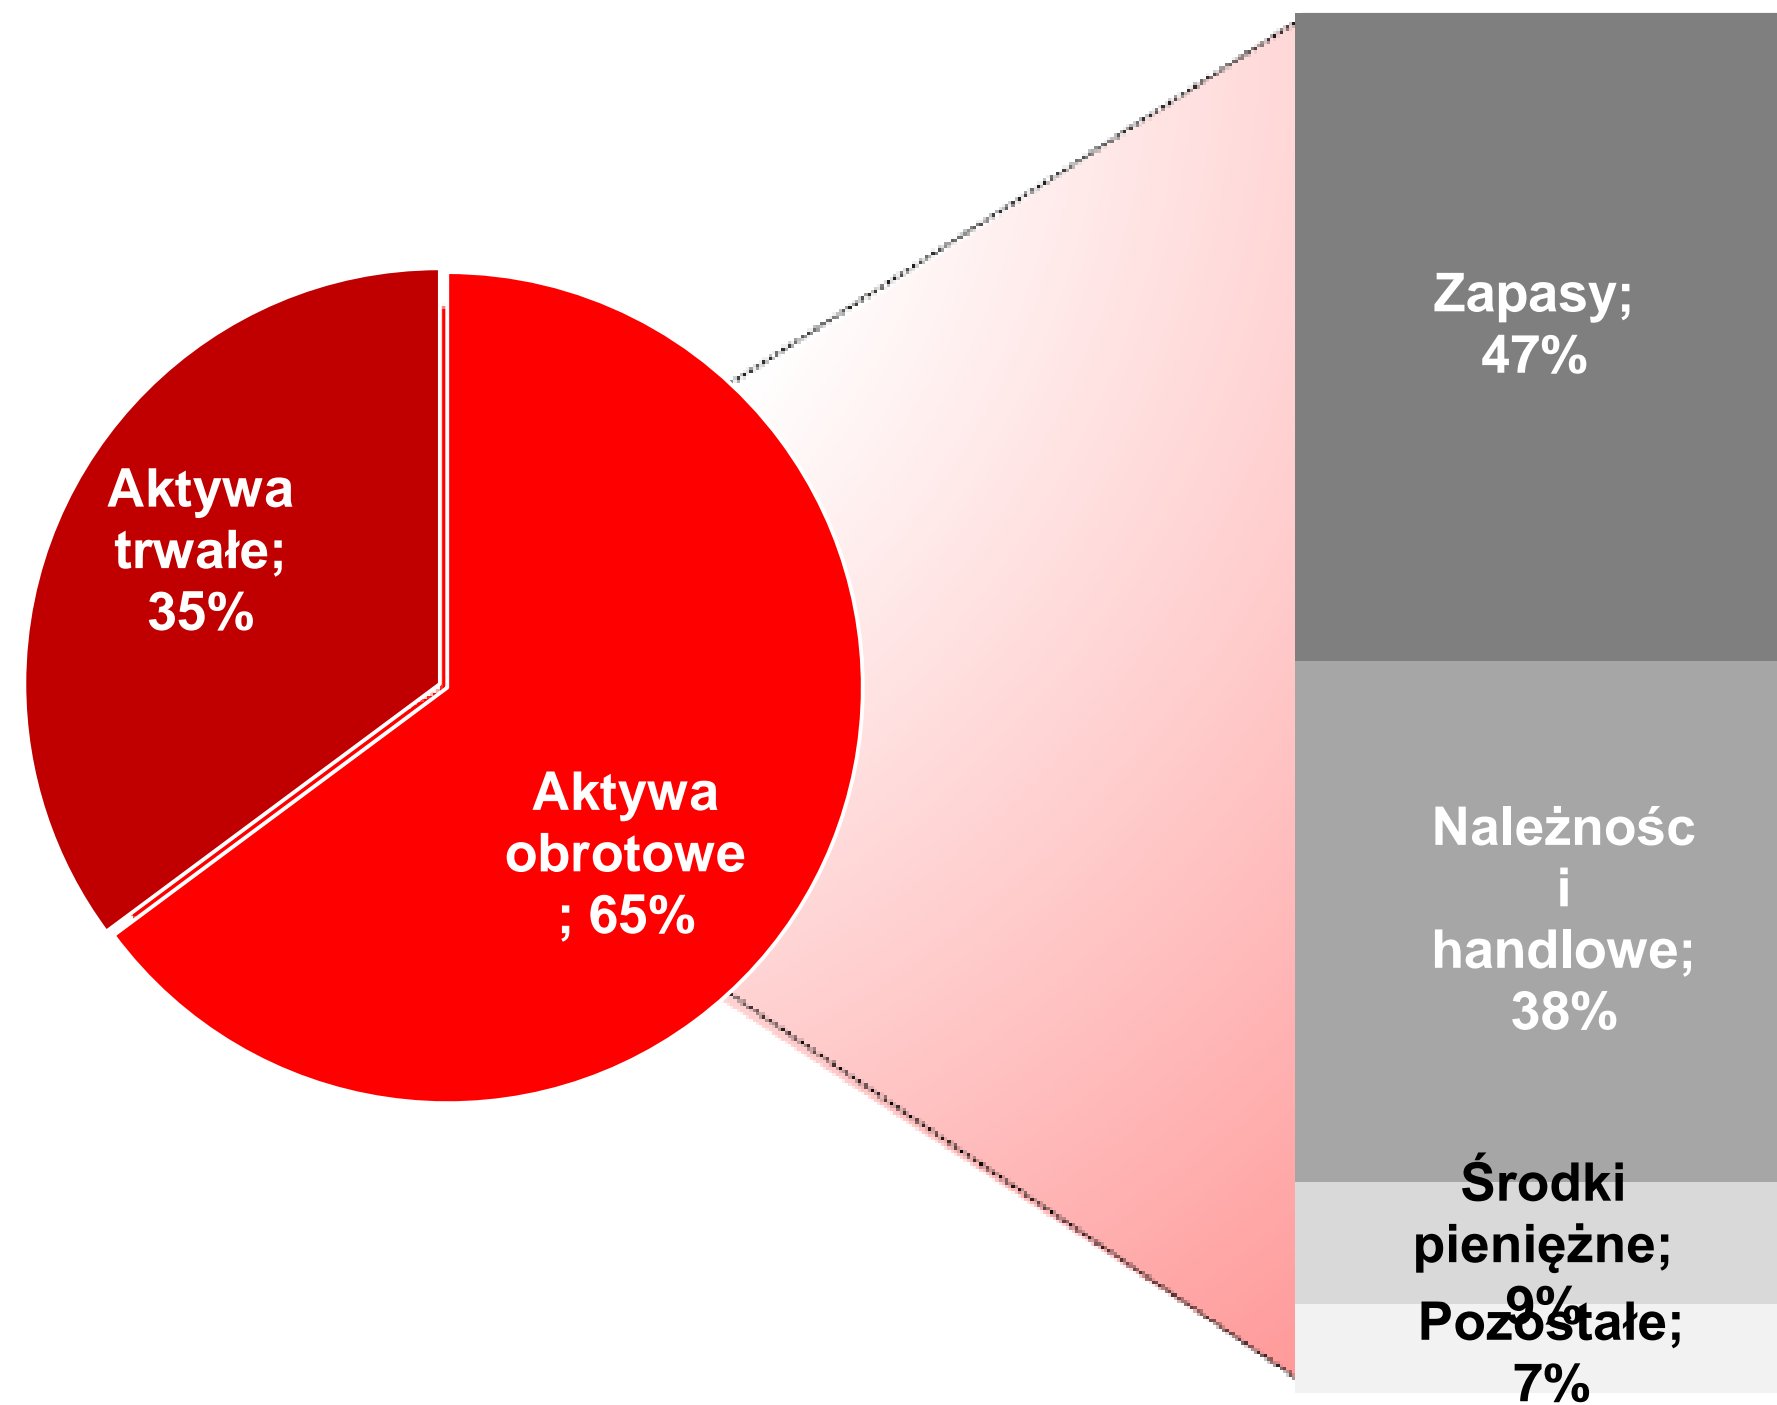 Aktywa
trwałe;
35%
Aktywa
obrotowe
; 65%
Zapasy;
47%
Należnośc
i
handlowe;
38%
Środki
pieniężne;
9%
Pozostałe;
7%